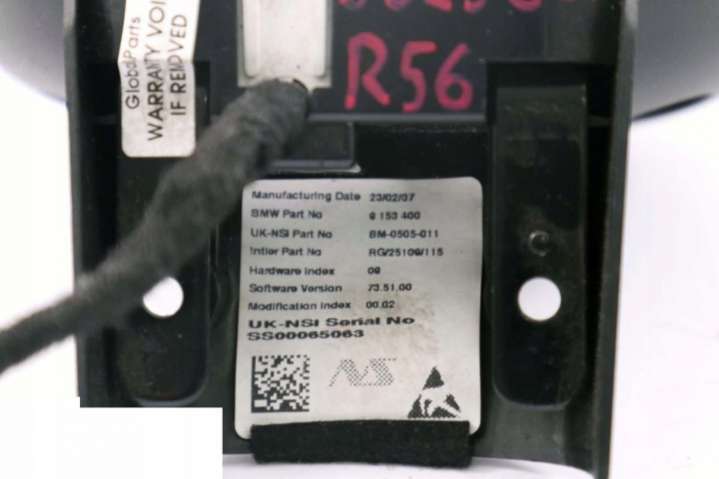 R56
GlobalParts
WARRANTY VOID
IF REMOVED
Manufacturing Date 23/02/07
BMW Part No 9 153 400
UK-NSI Part No BM-0505-011
Intier Part No RG/25109/115
Hardware Index 09
Software Version 73.51.00
Modification Index 00.02
UK-NSI Serial No
SS00065063
NS